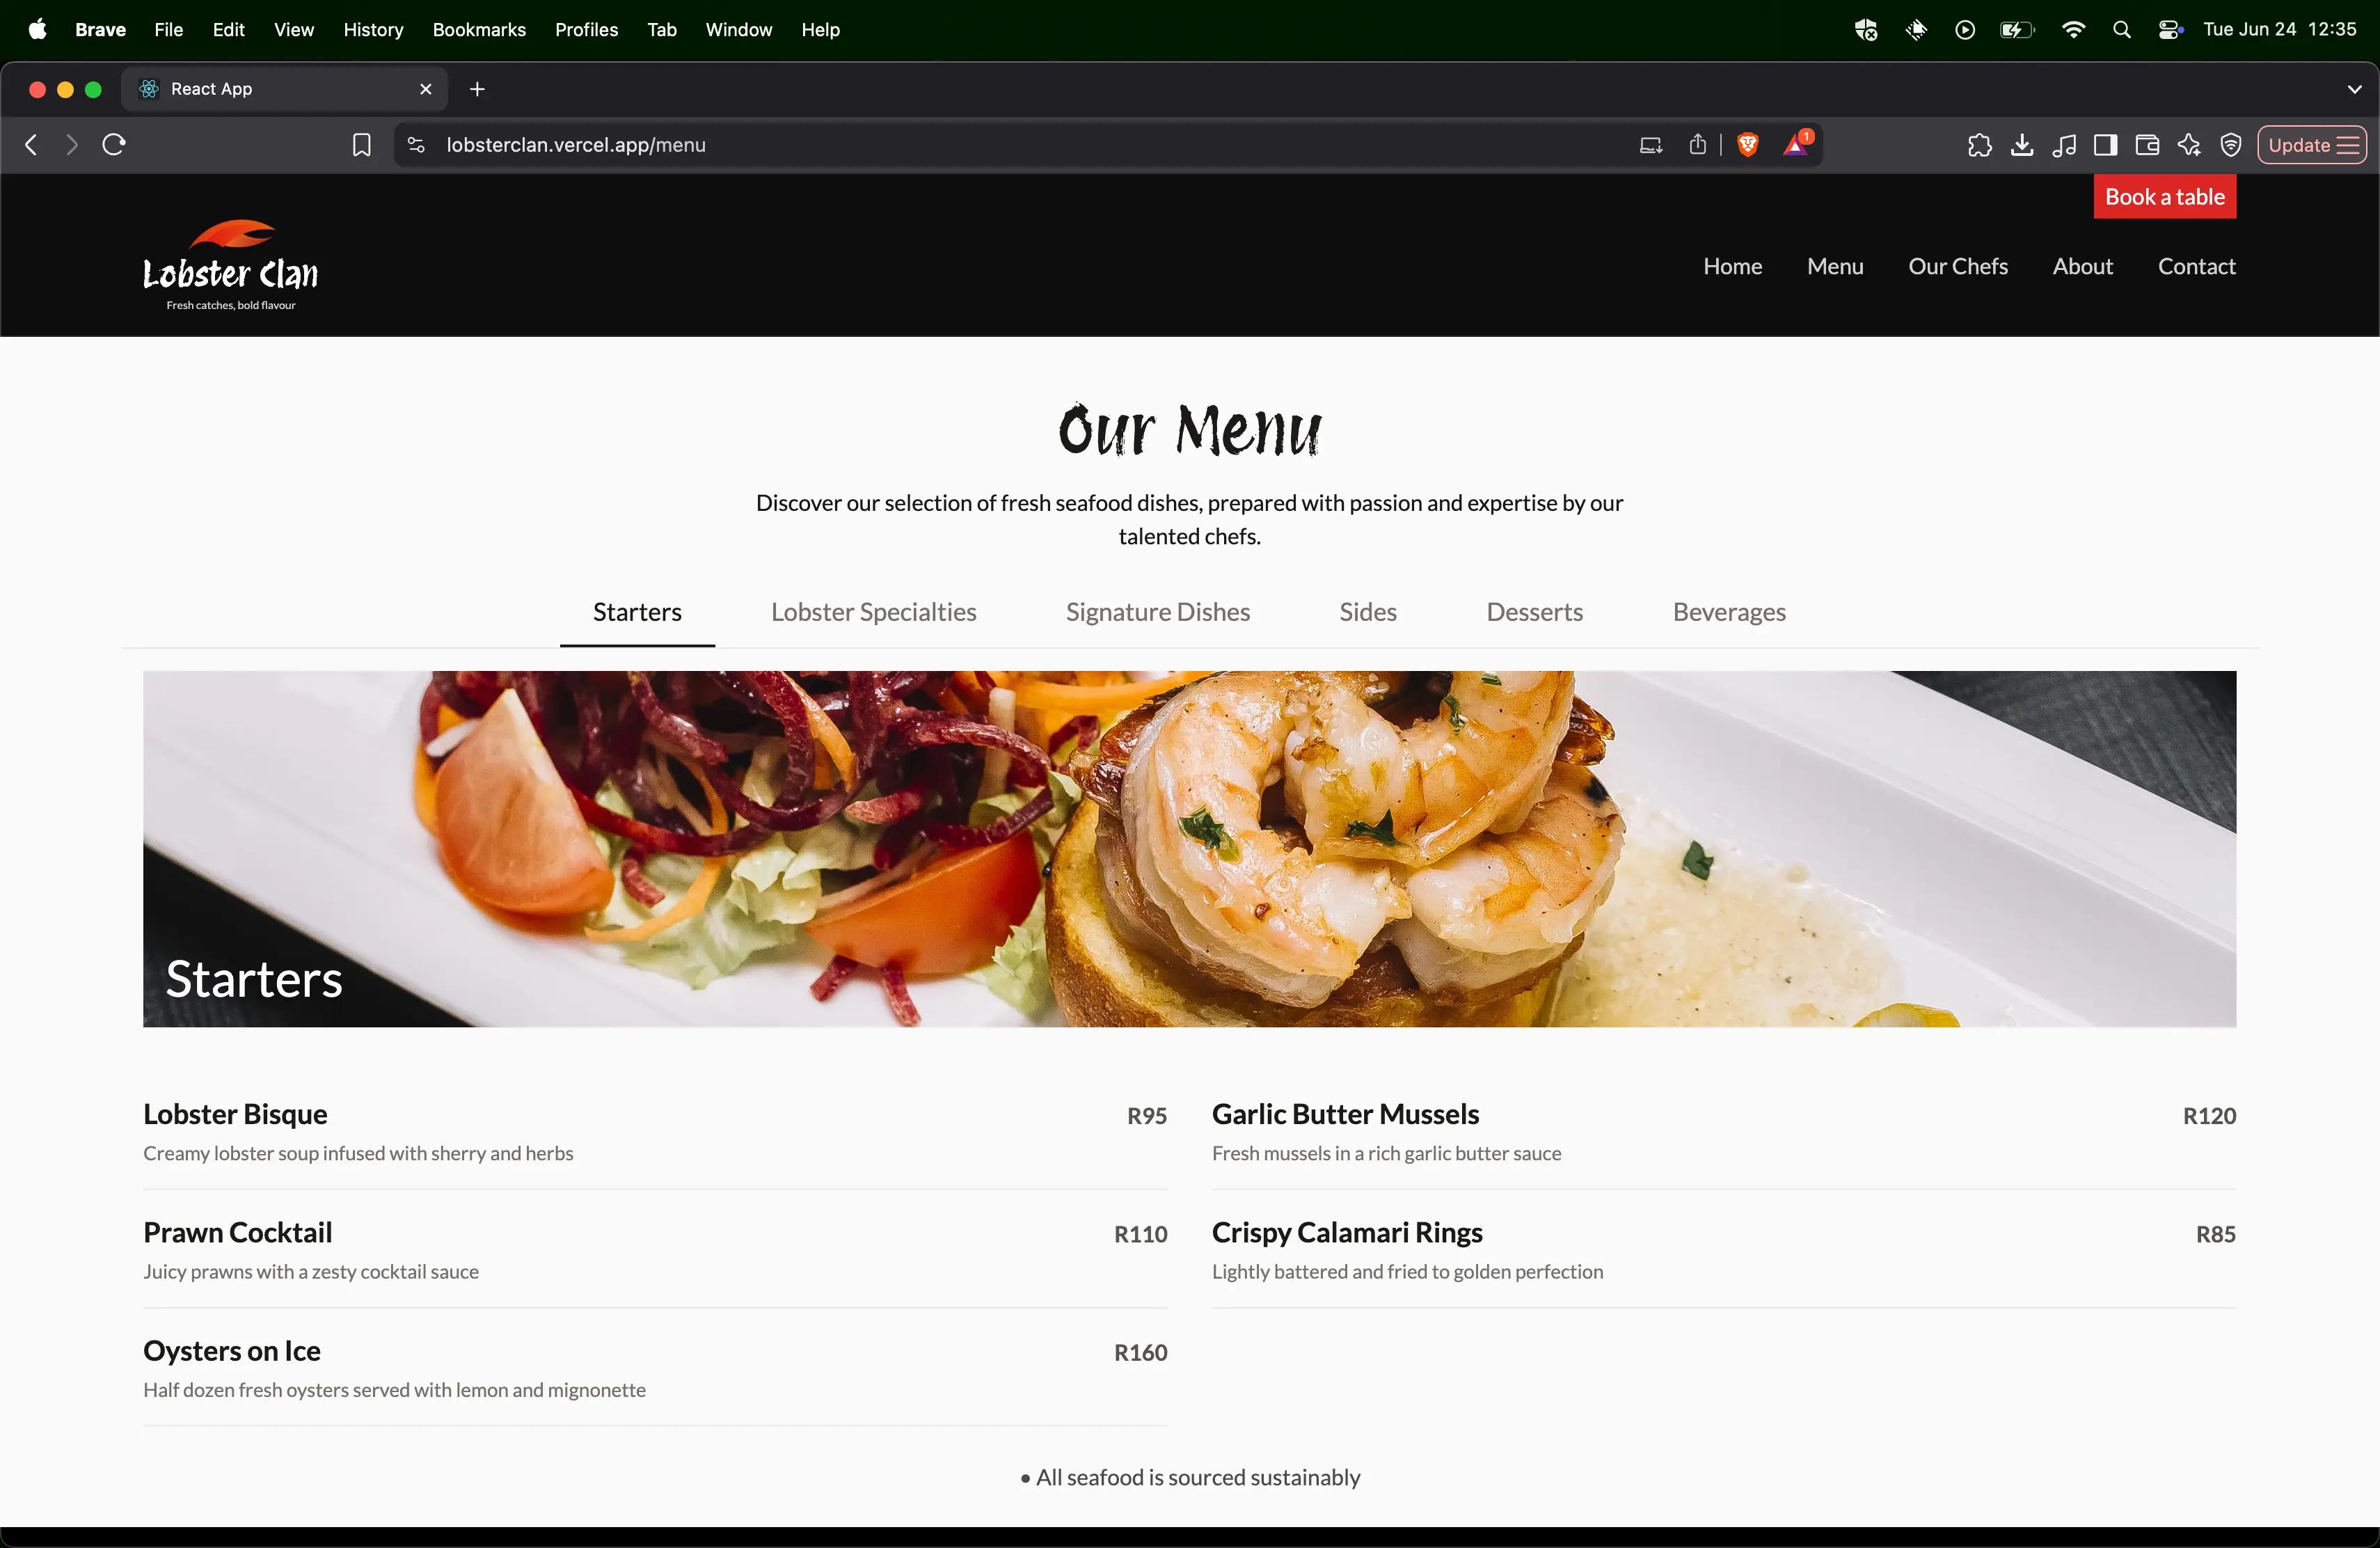 Brave File Edit View History Bookmarks Profiles Tab Window Help Tue Jun 24 12:35
React App
lobsterclan.vercel.app/menu 1 Update
Book a table
Lobster Clan
Fresh catches, bold flavour
Home Menu Our Chefs About Contact
Our Menu
Discover our selection of fresh seafood dishes, prepared with passion and expertise by our
talented chefs.
Starters Lobster Specialties Signature Dishes Sides Desserts Beverages
Starters
Lobster Bisque R95
Creamy lobster soup infused with sherry and herbs
Garlic Butter Mussels R120
Fresh mussels in a rich garlic butter sauce
Prawn Cocktail R110
Juicy prawns with a zesty cocktail sauce
Crispy Calamari Rings R85
Lightly battered and fried to golden perfection
Oysters on Ice R160
Half dozen fresh oysters served with lemon and mignonette
• All seafood is sourced sustainably